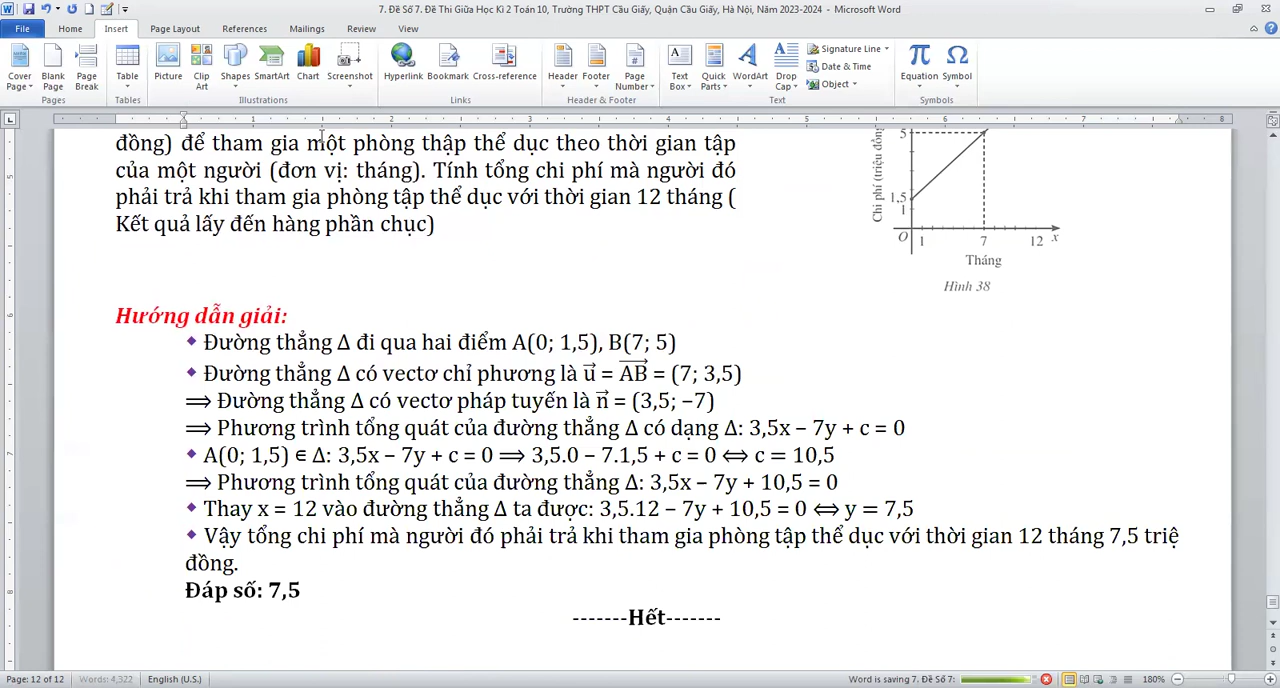 7. Đề Số 7. Đề Thi Giữa Học Kì 2 Toán 10, Trường THPT Cầu Giấy, Quận Cầu Giấy, Hà Nội, Năm 2023-2024 - Microsoft Word
File Home Insert Page Layout References Mailings Review View
Cover Page Blank Page Page Break Table Picture Clip Art Shapes SmartArt Chart Screenshot Hyperlink Bookmark Cross-reference Header Footer Page Number Text Box Quick Parts WordArt Drop Cap Signature Line Date & Time Object Equation Symbol
Pages Tables Illustrations Links Header & Footer Text Symbols
1 2 3 4 5 6 7 8
đồng) để tham gia một phòng thập thể dục theo thời gian tập
của một người (đơn vị: tháng). Tính tổng chi phí mà người đó
phải trả khi tham gia phòng tập thể dục với thời gian 12 tháng (
Kết quả lấy đến hàng phần chục)
Chi phí (triệu đồng
5
1,5
1
O 1 7 12 x
Tháng
Hình 38
Hướng dẫn giải:
◆ Đường thẳng Δ đi qua hai điểm A(0; 1,5), B(7; 5)
◆ Đường thẳng Δ có vectơ chỉ phương là u⃗ = AB⃗ = (7; 3,5)
⟹ Đường thẳng Δ có vectơ pháp tuyến là n⃗ = (3,5; −7)
⟹ Phương trình tổng quát của đường thẳng Δ có dạng Δ: 3,5x − 7y + c = 0
◆ A(0; 1,5) ∈ Δ: 3,5x − 7y + c = 0 ⟹ 3,5.0 − 7.1,5 + c = 0 ⟺ c = 10,5
⟹ Phương trình tổng quát của đường thẳng Δ: 3,5x − 7y + 10,5 = 0
◆ Thay x = 12 vào đường thẳng Δ ta được: 3,5.12 − 7y + 10,5 = 0 ⟺ y = 7,5
◆ Vậy tổng chi phí mà người đó phải trả khi tham gia phòng tập thể dục với thời gian 12 tháng 7,5 triệ
đồng.
Đáp số: 7,5
-------Hết-------
Page: 12 of 12 Words: 4,322 English (U.S.) Word is saving 7. Đề Số 7: 180%